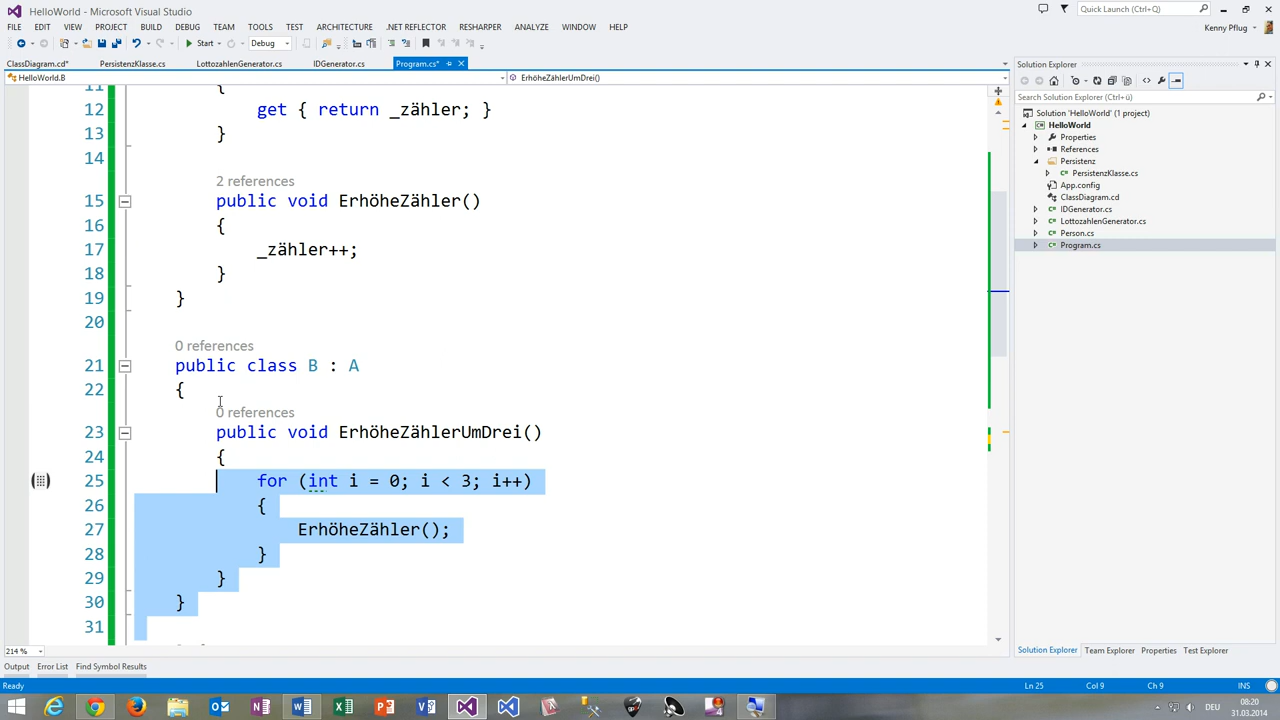 HelloWorld - Microsoft Visual Studio
Quick Launch (Ctrl+Q)
FILE EDIT VIEW PROJECT BUILD DEBUG TEAM TOOLS TEST ARCHITECTURE .NET REFLECTOR RESHARPER ANALYZE WINDOW HELP
Kenny Pflug
Start
Debug
ClassDiagram.cd*
PersistenzKlasse.cs
LottozahlenGenerator.cs
IDGenerator.cs
Program.cs*
HelloWorld.B
ErhöheZählerUmDrei()
11 {
12 get { return _zähler; }
13 }
14
2 references
15 public void ErhöheZähler()
16 {
17 _zähler++;
18 }
19 }
20
0 references
21 public class B : A
22 {
0 references
23 public void ErhöheZählerUmDrei()
24 {
25 for (int i = 0; i < 3; i++)
26 {
27 ErhöheZähler();
28 }
29 }
30 }
31
214 %
Solution Explorer
Search Solution Explorer (Ctrl+ü)
Solution 'HelloWorld' (1 project)
HelloWorld
Properties
References
Persistenz
PersistenzKlasse.cs
App.config
ClassDiagram.cd
IDGenerator.cs
LottozahlenGenerator.cs
Person.cs
Program.cs
Solution Explorer Team Explorer Properties Test Explorer
Output Error List Find Symbol Results
Ready
Ln 25 Col 9 Ch 9 INS
DEU
08:20
31.03.2014